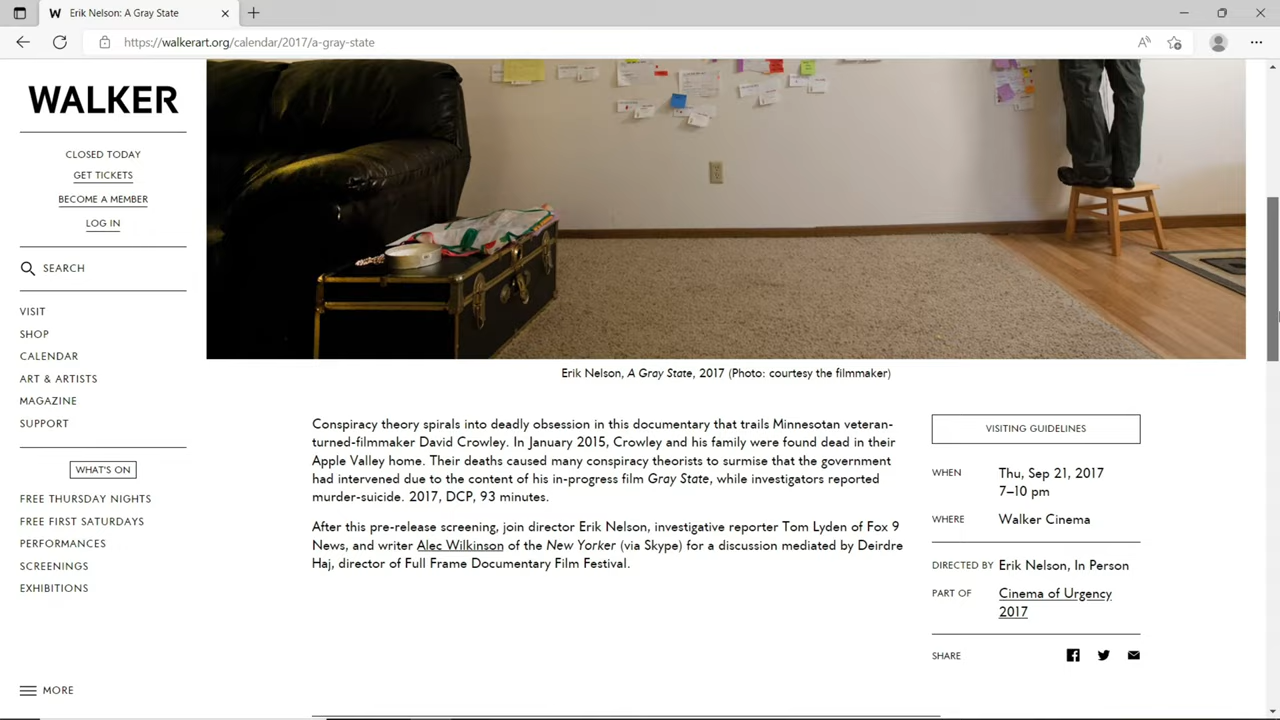 Erik Nelson: A Gray State
https://walkerart.org/calendar/2017/a-gray-state
WALKER
CLOSED TODAY
GET TICKETS
BECOME A MEMBER
LOG IN
SEARCH
VISIT
SHOP
CALENDAR
ART & ARTISTS
MAGAZINE
SUPPORT
WHAT'S ON
FREE THURSDAY NIGHTS
FREE FIRST SATURDAYS
PERFORMANCES
SCREENINGS
EXHIBITIONS
MORE
Erik Nelson, A Gray State, 2017 (Photo: courtesy the filmmaker)
Conspiracy theory spirals into deadly obsession in this documentary that trails Minnesotan veteran-
turned-filmmaker David Crowley. In January 2015, Crowley and his family were found dead in their
Apple Valley home. Their deaths caused many conspiracy theorists to surmise that the government
had intervened due to the content of his in-progress film Gray State, while investigators reported
murder-suicide. 2017, DCP, 93 minutes.
After this pre-release screening, join director Erik Nelson, investigative reporter Tom Lyden of Fox 9
News, and writer Alec Wilkinson of the New Yorker (via Skype) for a discussion mediated by Deirdre
Haj, director of Full Frame Documentary Film Festival.
VISITING GUIDELINES
WHEN Thu, Sep 21, 2017
7–10 pm
WHERE Walker Cinema
DIRECTED BY Erik Nelson, In Person
PART OF Cinema of Urgency
2017
SHARE